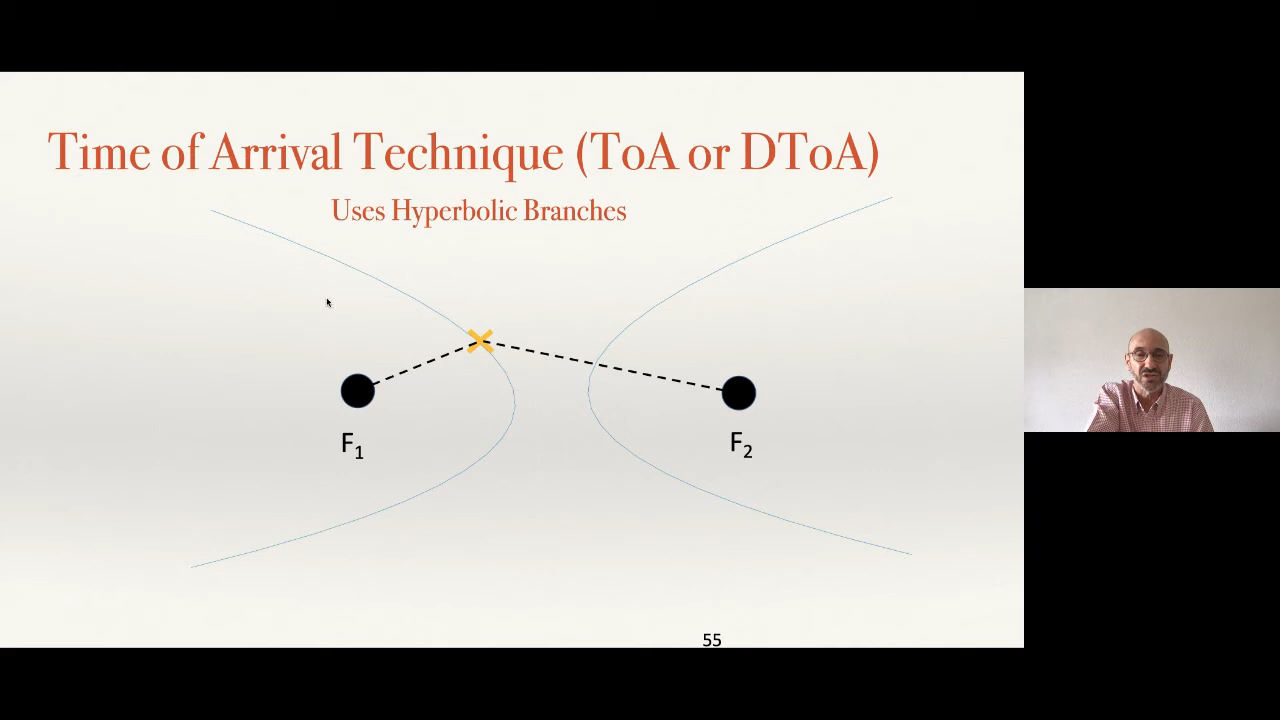 Time of Arrival Technique (ToA or DToA)
Uses Hyperbolic Branches
F₁
F₂
55